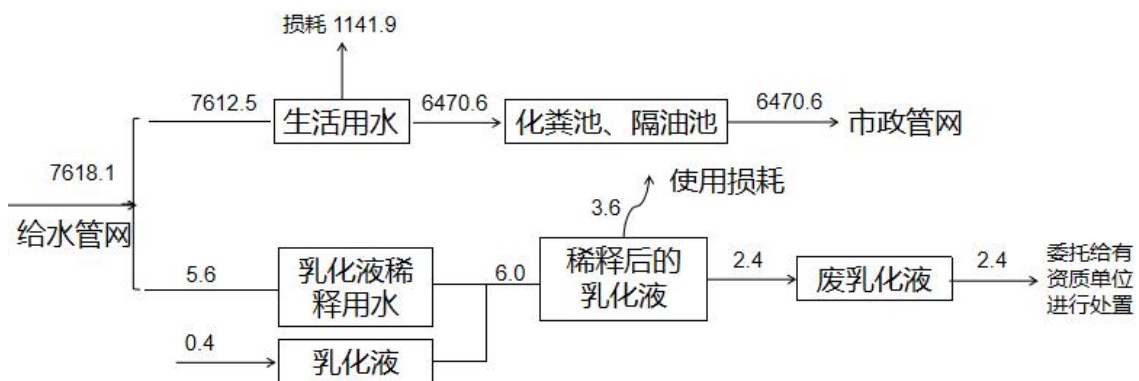 损耗 1141.9
7612.5
生活用水
6470.6
化粪池、隔油池
6470.6
市政管网
7618.1
给水管网
使用损耗
3.6
5.6
乳化液稀
释用水
6.0
稀释后的
乳化液
2.4
废乳化液
2.4
委托给有
资质单位
进行处置
0.4
乳化液